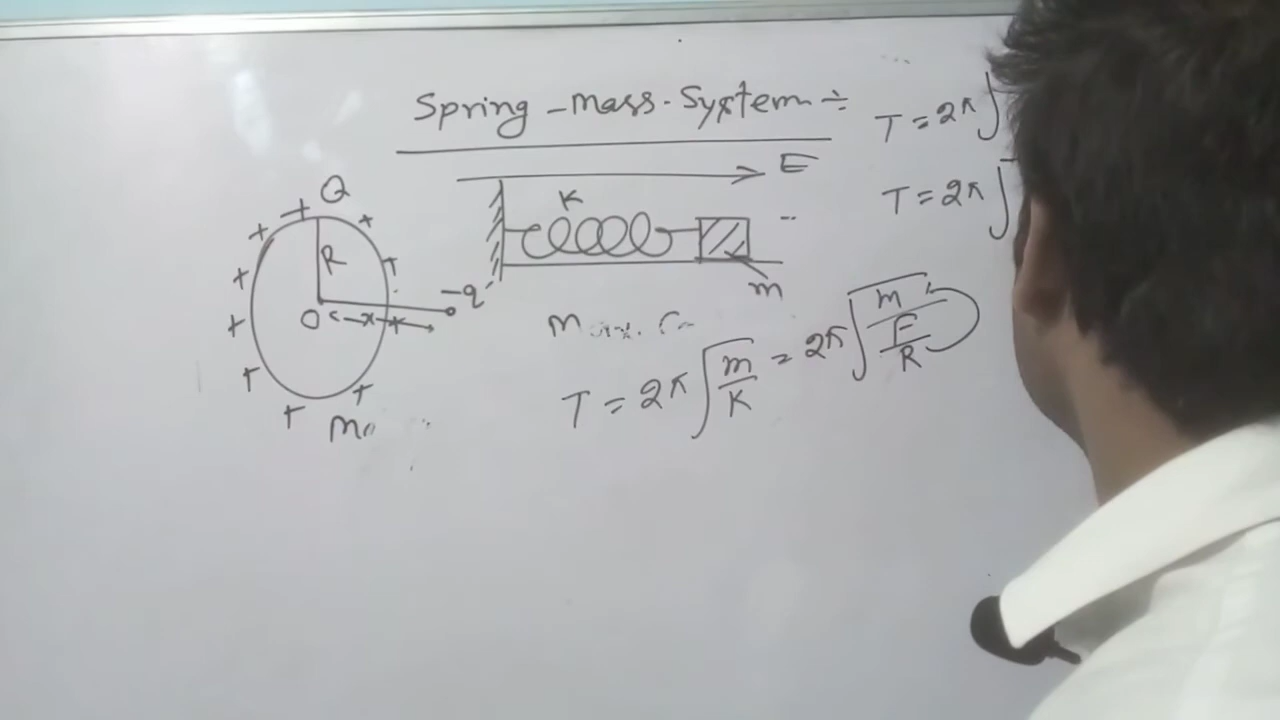 Spring-mass-System ÷
T = 2π√
T = 2π√
E
K
m
Q
R
O
x
-q
T = 2π√(m/K) = 2π√(m/(F/R))